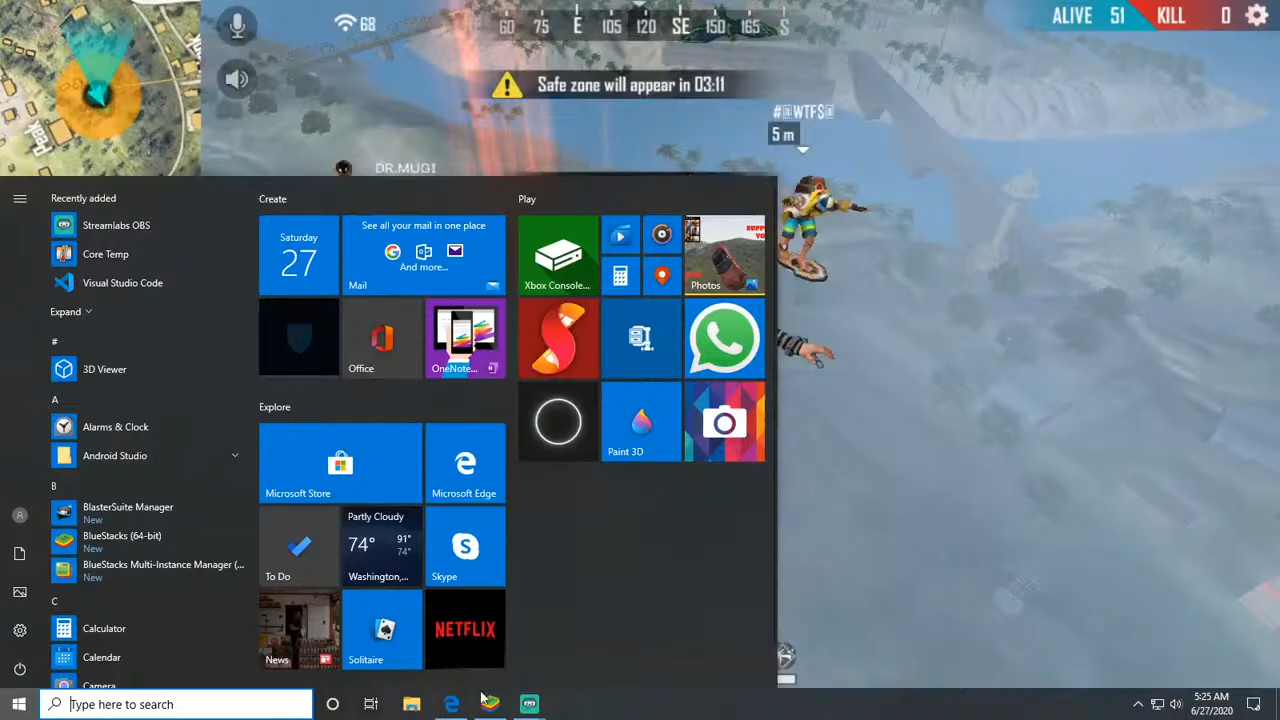 68
60 75 E 105 120 SE 150 165 S
ALIVE 51 KILL 0
Safe zone will appear in 03:11
5 m
DR.MUGI
Peak
Recently added
Streamlabs OBS
Core Temp
Visual Studio Code
Expand
#
3D Viewer
A
Alarms & Clock
Android Studio
B
BlasterSuite Manager
New
BlueStacks (64-bit)
New
BlueStacks Multi-Instance Manager (...
New
C
Calculator
Calendar
Camera
Create
Saturday
27
See all your mail in one place
And more...
Mail
Office
OneNote...
Explore
Microsoft Store
Microsoft Edge
To Do
Partly Cloudy
74° 91°
74°
Washington,...
Skype
News
Solitaire
NETFLIX
Play
Xbox Console...
Photos
Paint 3D
Type here to search
5:25 AM
6/27/2020